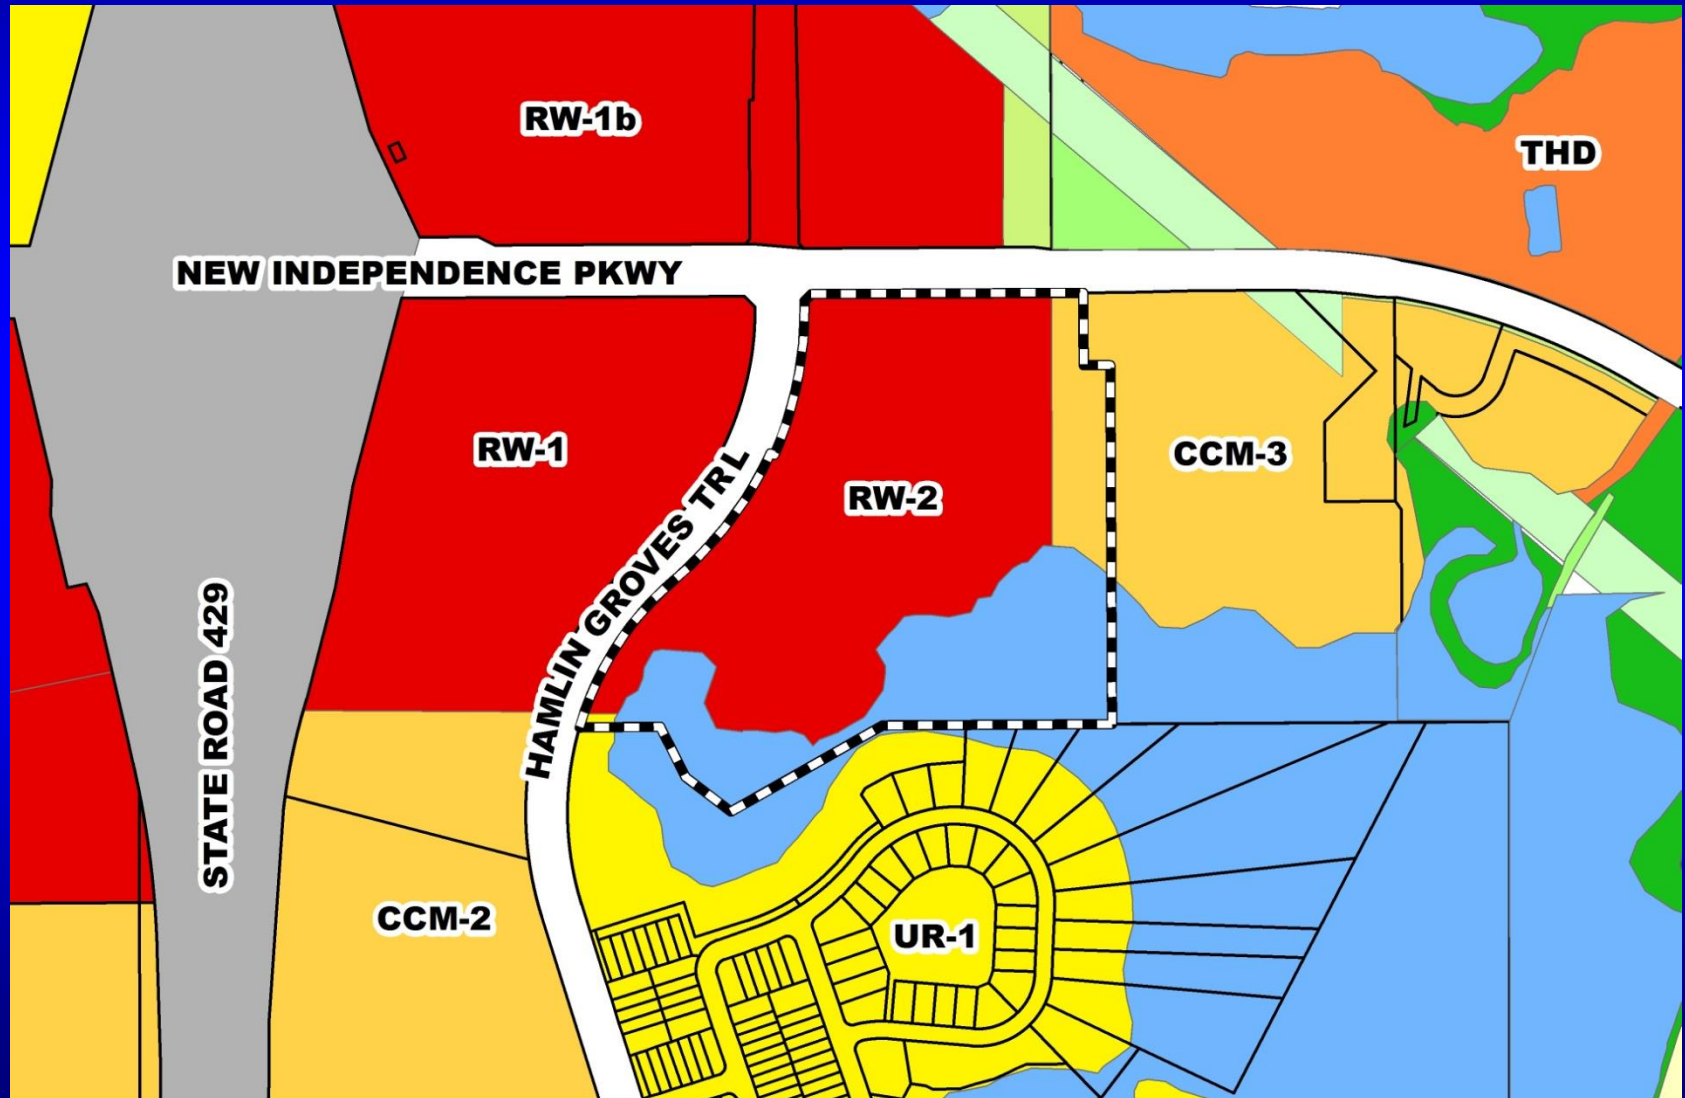 RW-1b
THD
NEW INDEPENDENCE PKWY
RW-1
CCM-3
RW-2
HAMLIN GROVES TRL
STATE ROAD 429
CCM-2
UR-1